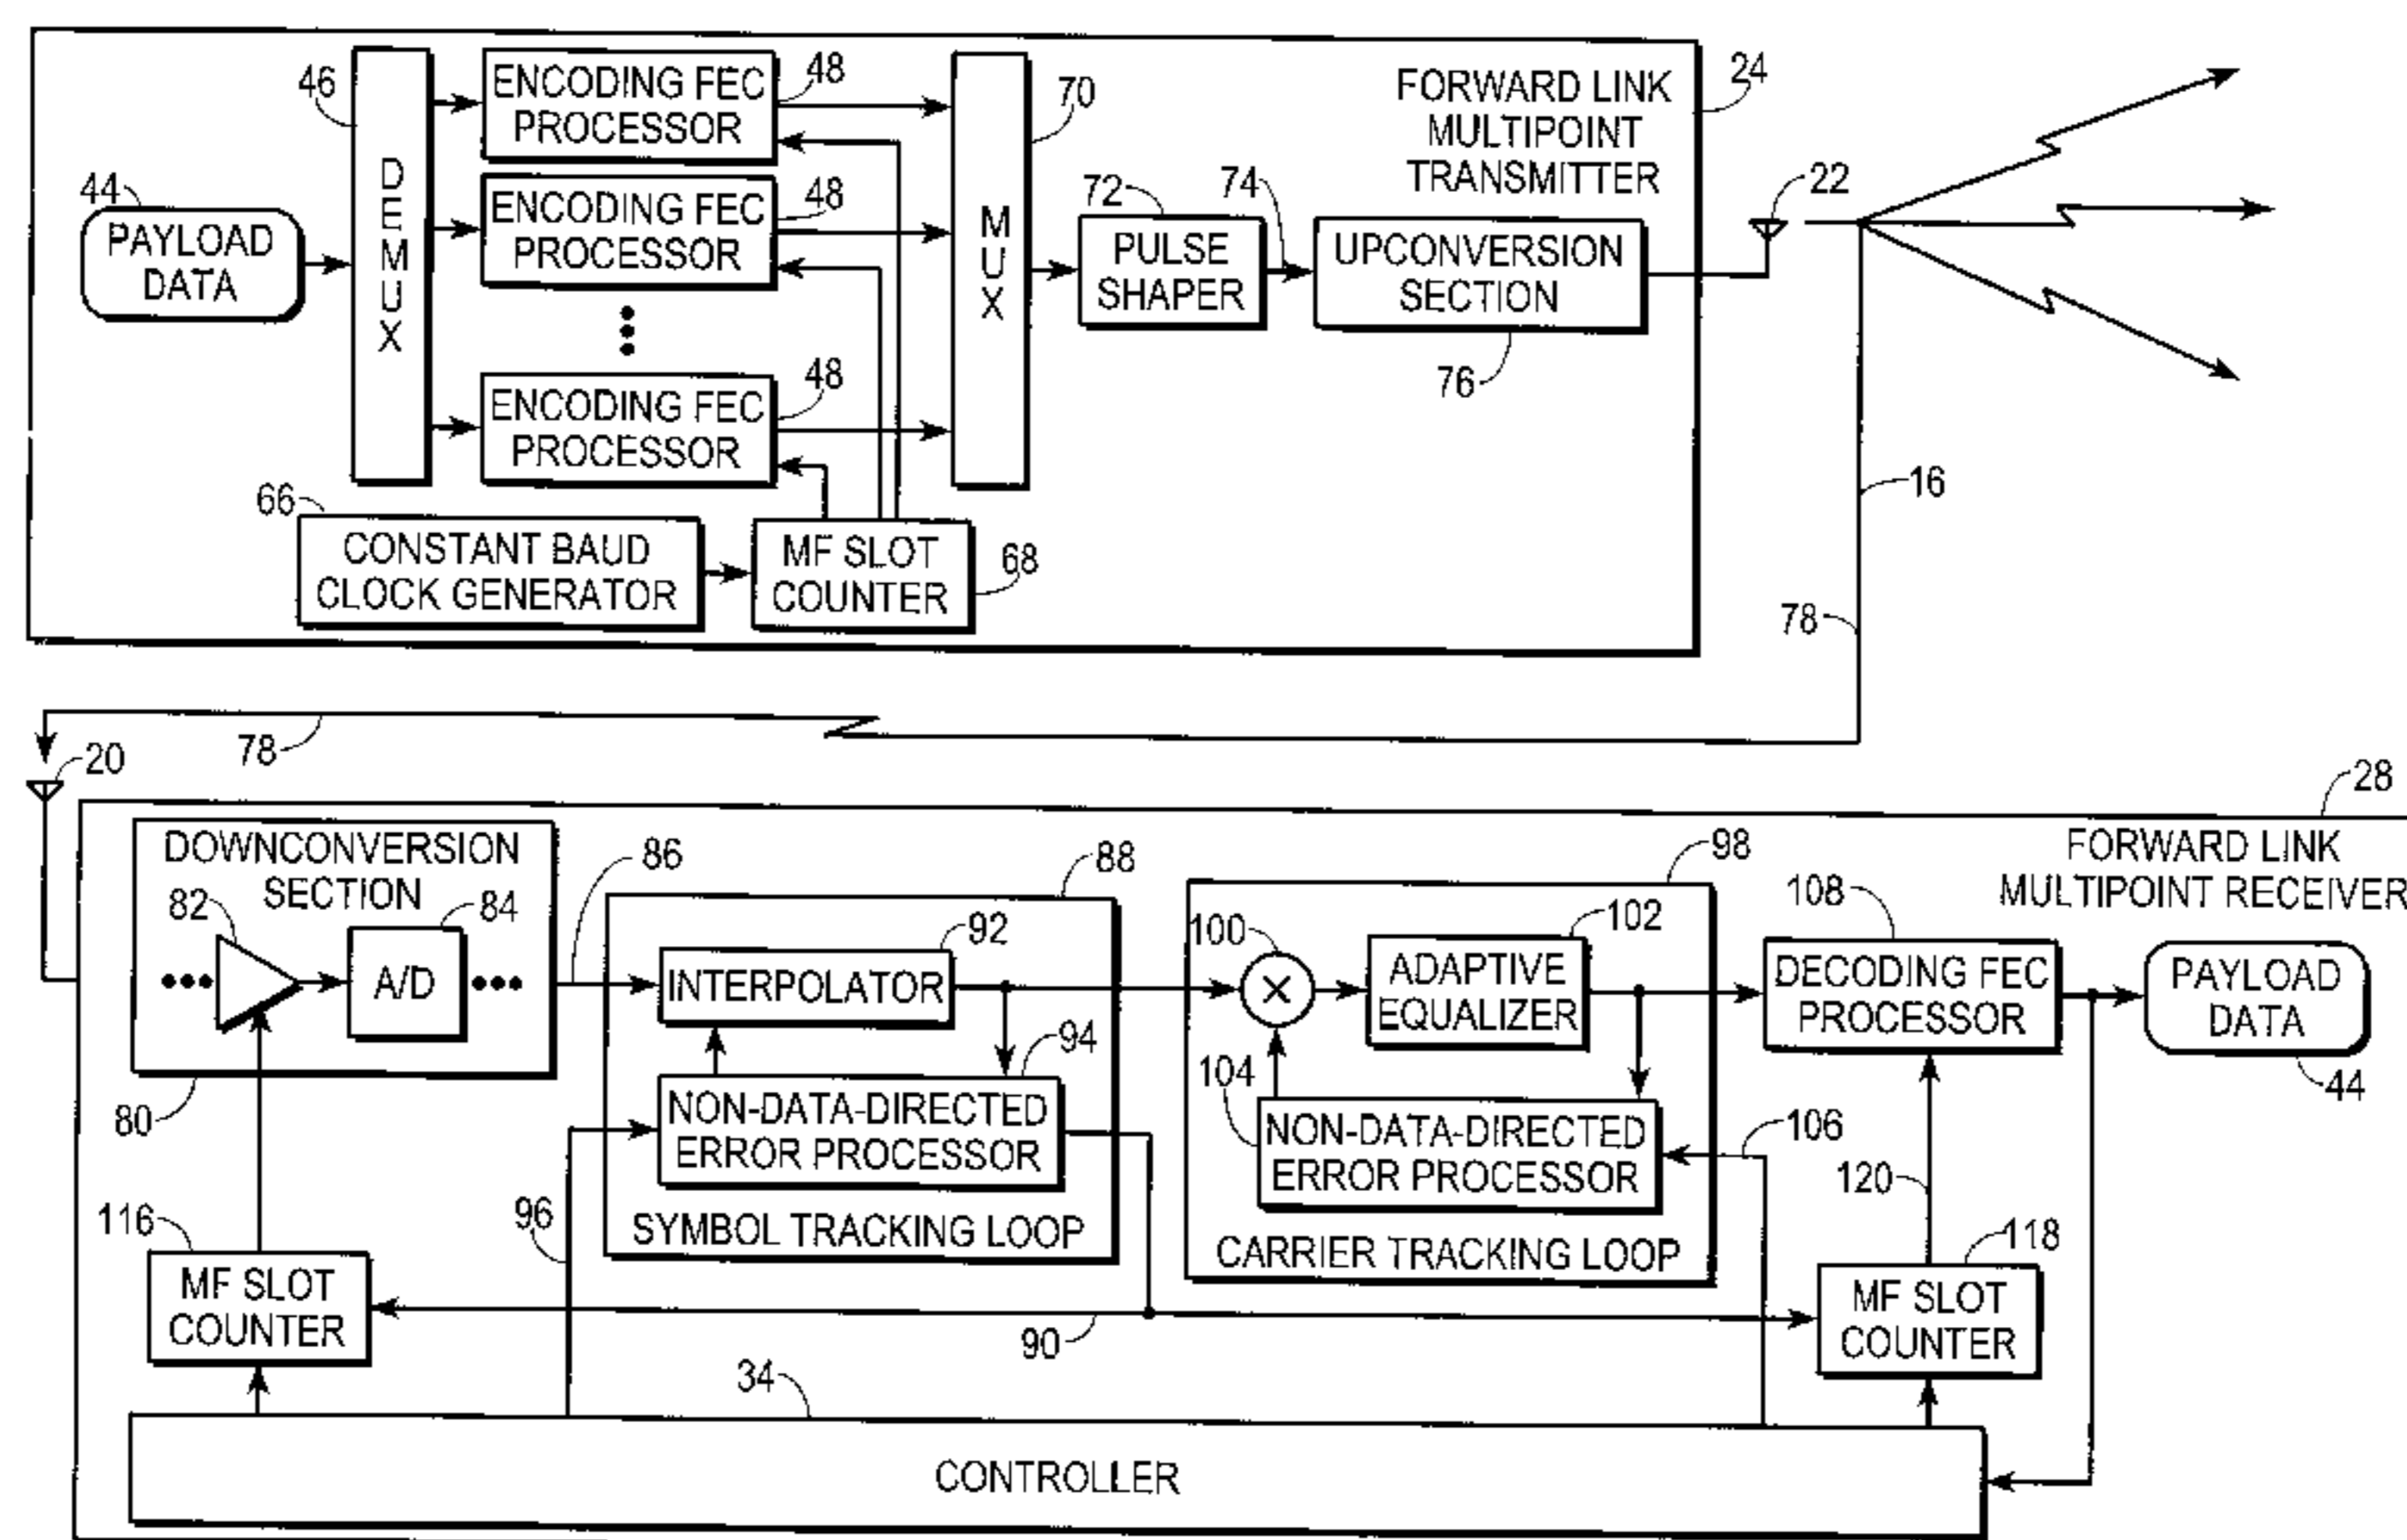 46
ENCODING FEC
PROCESSOR
48
70
FORWARD LINK
MULTIPOINT
TRANSMITTER
24
44
PAYLOAD
DATA
DEMUX
ENCODING FEC
PROCESSOR
48
MUX
72
PULSE
SHAPER
74
UPCONVERSION
SECTION
76
22
ENCODING FEC
PROCESSOR
48
16
66
CONSTANT BAUD
CLOCK GENERATOR
MF SLOT
COUNTER
68
78
78
20
28
FORWARD LINK
MULTIPOINT RECEIVER
DOWNCONVERSION
SECTION
82
84
A/D
80
86
88
92
INTERPOLATOR
94
NON-DATA-DIRECTED
ERROR PROCESSOR
SYMBOL TRACKING LOOP
98
100
×
102
ADAPTIVE
EQUALIZER
104
NON-DATA-DIRECTED
ERROR PROCESSOR
CARRIER TRACKING LOOP
106
108
DECODING FEC
PROCESSOR
PAYLOAD
DATA
44
120
116
MF SLOT
COUNTER
96
90
118
MF SLOT
COUNTER
34
CONTROLLER